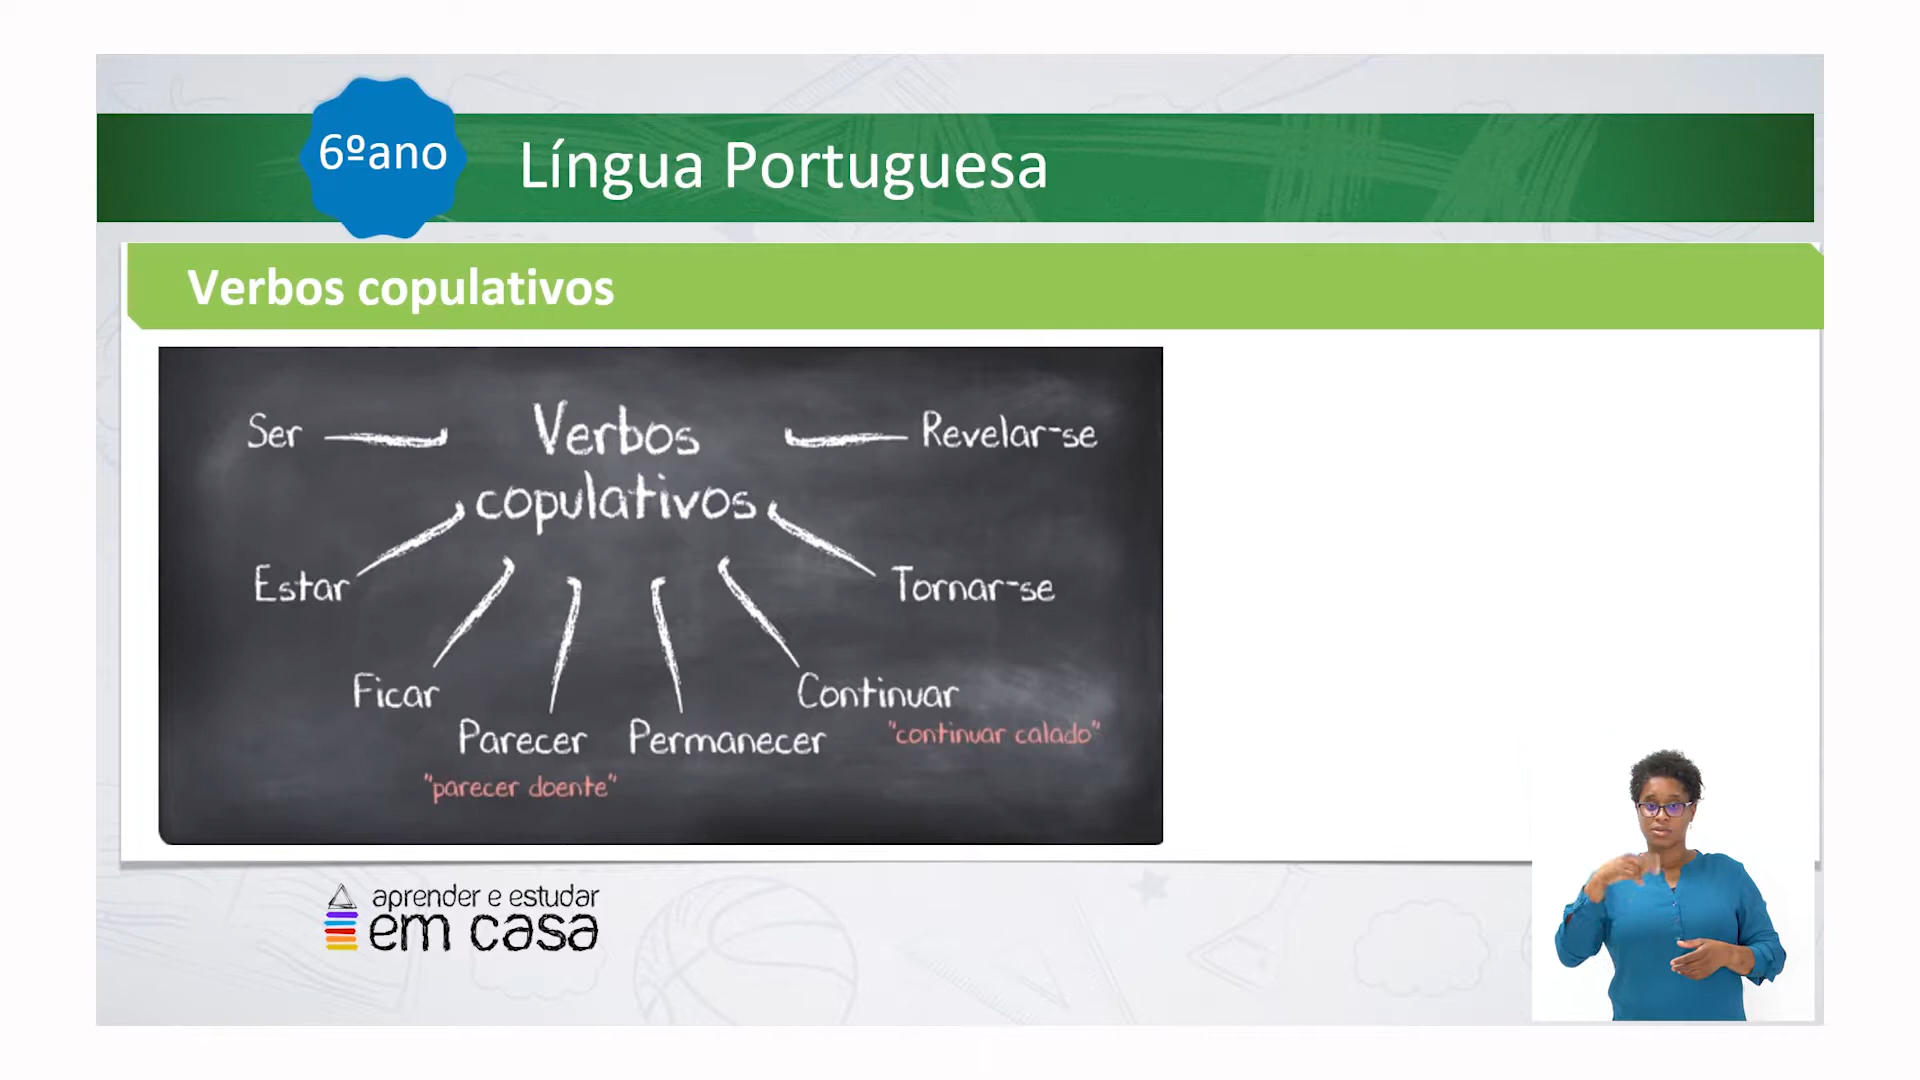 6ºano
Língua Portuguesa
Verbos copulativos
Ser
Verbos
copulativos
Revelar-se
Estar
Tornar-se
Ficar
Continuar
"continuar calado"
Parecer
Permanecer
"parecer doente"
aprender e estudar
em casa